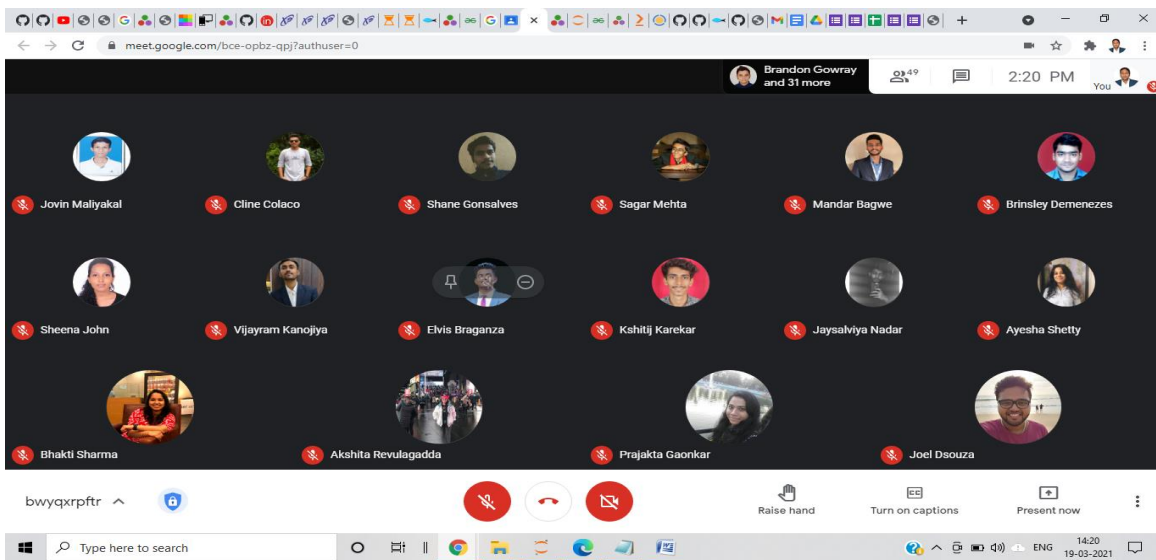 meet.google.com/bce-opbz-qpj?authuser=0
Brandon Gowray
and 31 more
49
2:20 PM
You
Jovin Maliyakal
Cline Colaco
Shane Gonsalves
Sagar Mehta
Mandar Bagwe
Brinsley Demenezes
Sheena John
Vijayram Kanojiya
Elvis Braganza
Kshitij Karekar
Jaysalviya Nadar
Ayesha Shetty
Bhakti Sharma
Akshita Revulagadda
Prajakta Gaonkar
Joel Dsouza
bwyqxrpftr
Raise hand
Turn on captions
Present now
Type here to search
ENG
14:20
19-03-2021